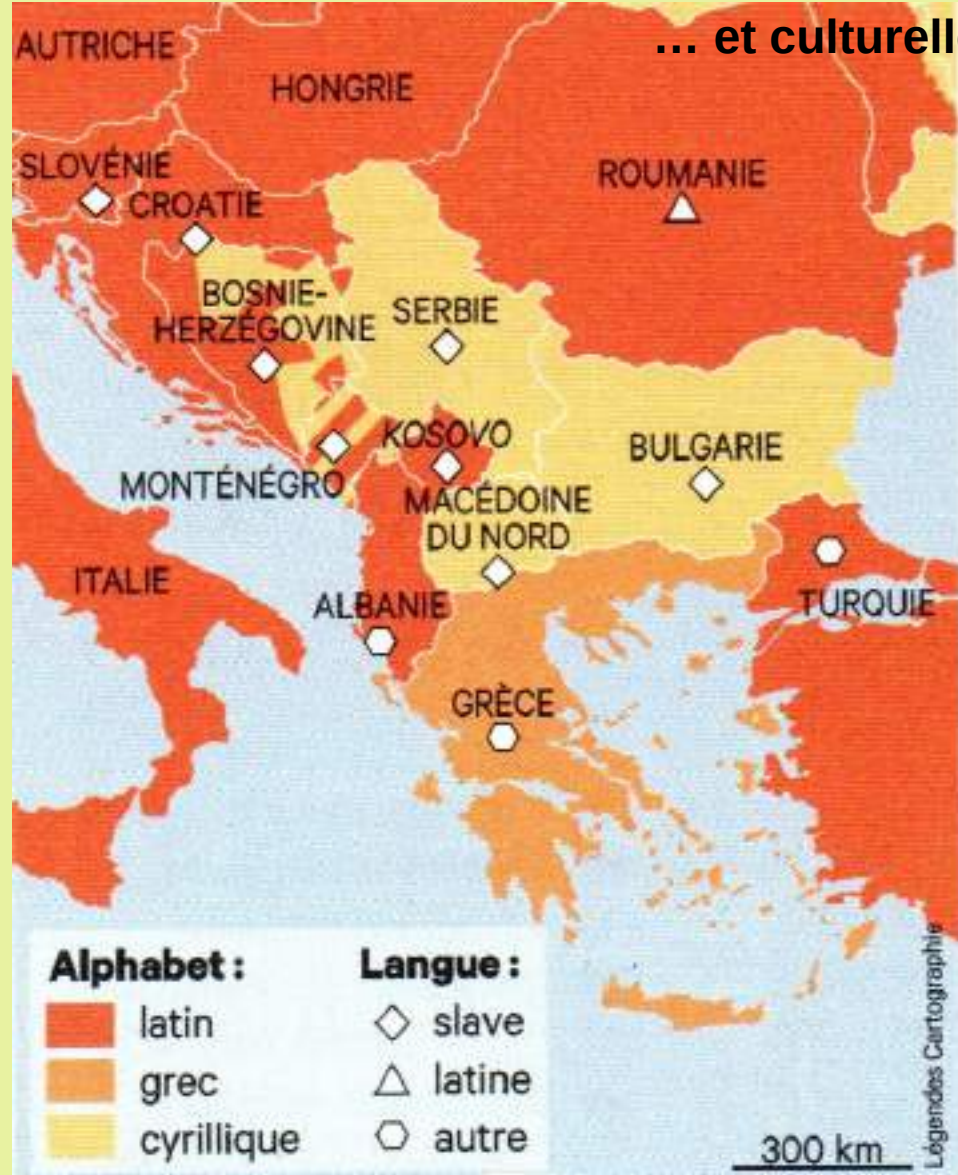 ... et culturell
AUTRICHE
HONGRIE
SLOVÉNIE
CROATIE
ROUMANIE
BOSNIE-
HERZÉGOVINE
SERBIE
KOSOVO
MONTÉNÉGRO
BULGARIE
MACÉDOINE
DU NORD
ITALIE
ALBANIE
TURQUIE
GRÈCE
Alphabet :
latin
grec
cyrillique
Langue :
slave
latine
autre
300 km
Légendes Cartographie